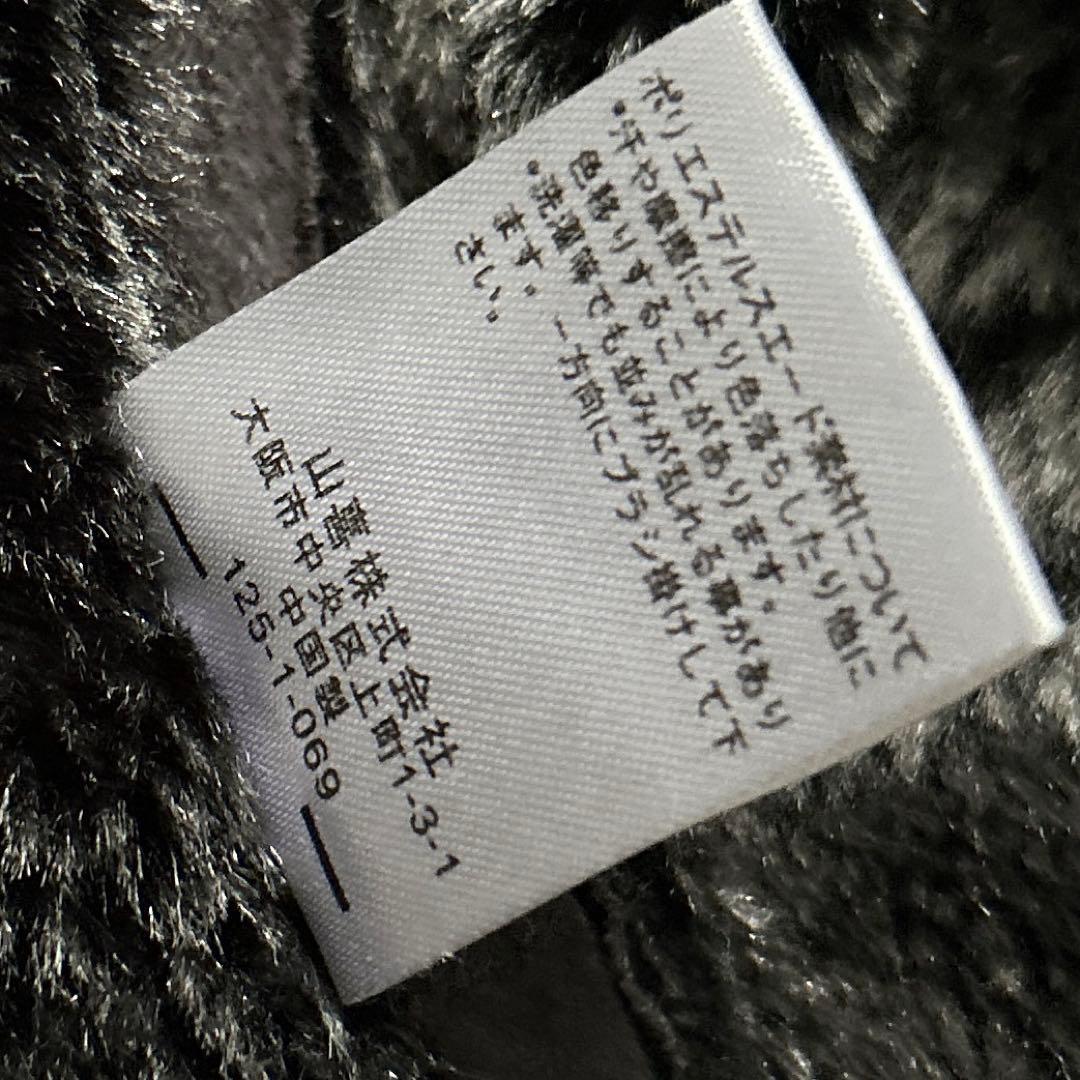 ポリエステルスエード素材について
・汗や摩擦により色落ちしたり他に
色移りすることがあります。
・洗濯等でも並みが乱れる事があり
ます。一方向にブラシ掛けして下
さい。
山喜株式会社
大阪市中央区上町1-3-1
中国製
125-1-069